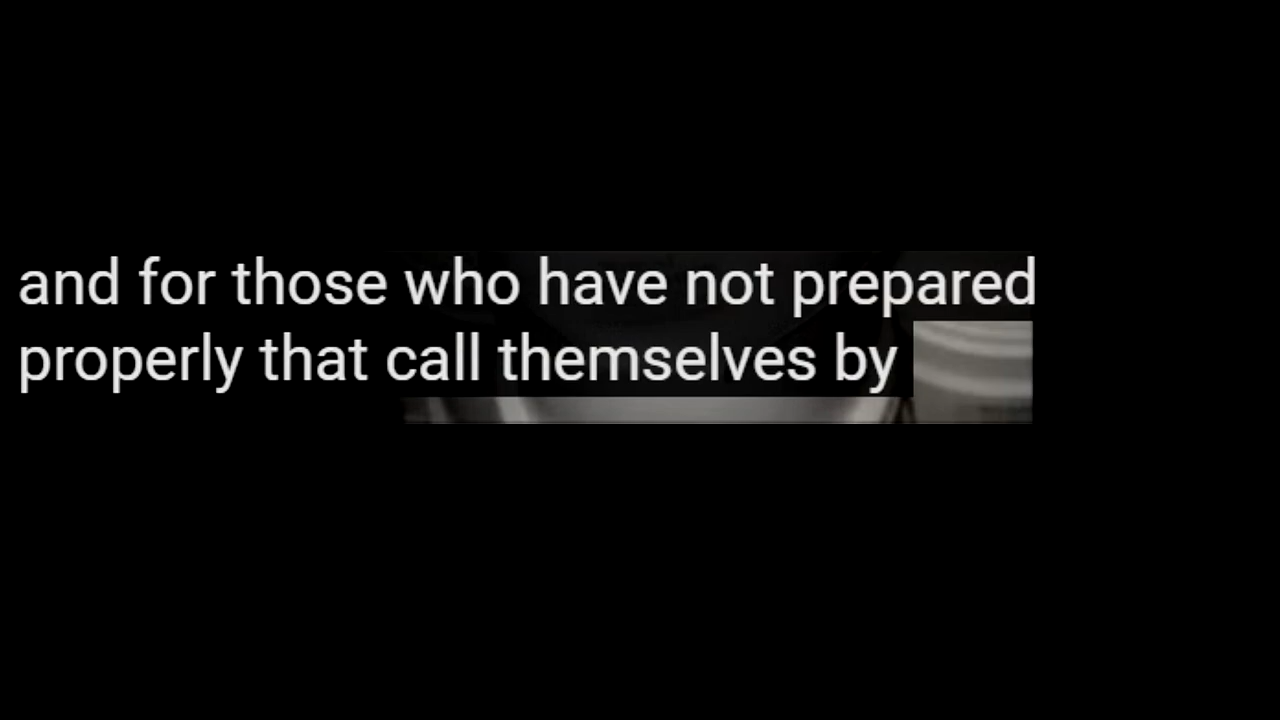 and for those who have not prepared
properly that call themselves by